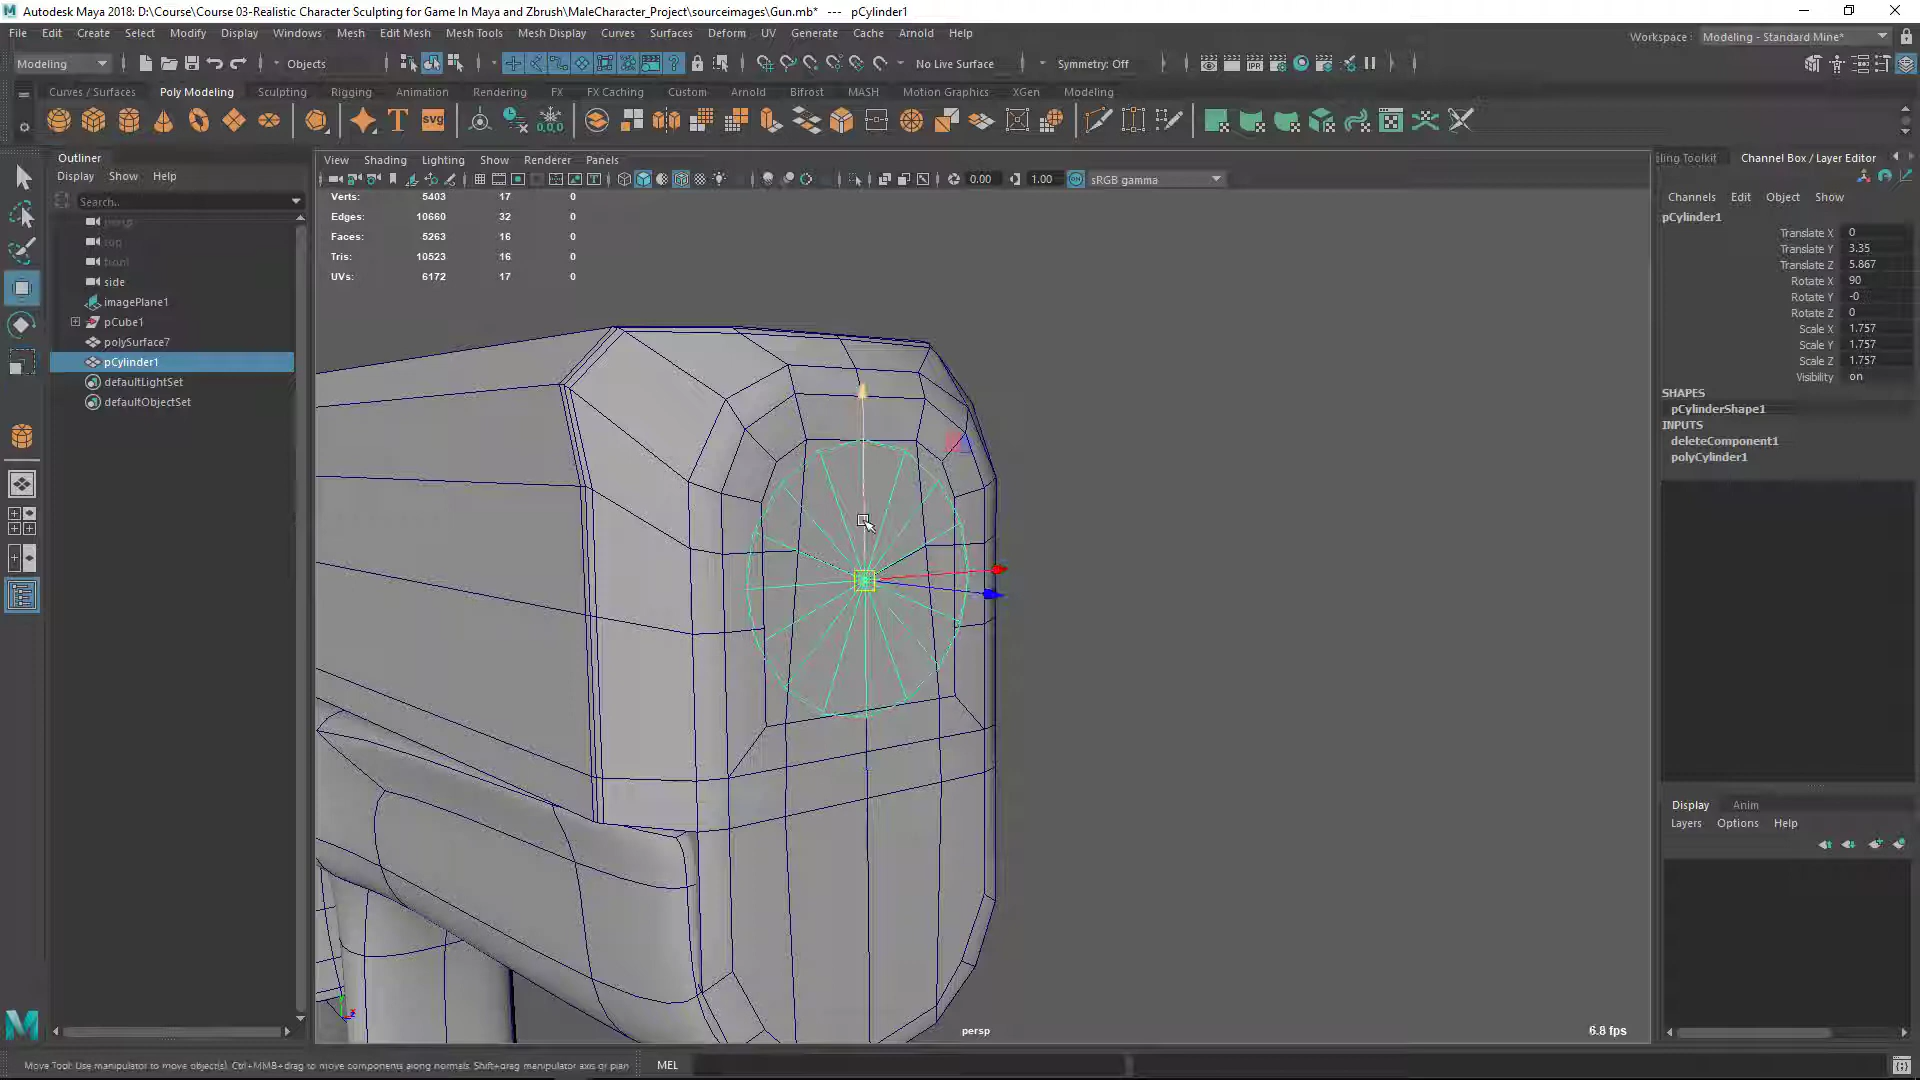 Autodesk Maya 2018: D:\Course\Course 03-Realistic Character Sculpting for Game In Maya and Zbrush\MaleCharacter_Project\sourceimages\Gun.mb* --- pCylinder1
File Edit Create Select Modify Display Windows Mesh Edit Mesh Mesh Tools Mesh Display Curves Surfaces Deform UV Generate Cache Arnold Help
Workspace : Modeling - Standard Mine*
Modeling Objects No Live Surface Symmetry: Off
Curves / Surfaces Poly Modeling Sculpting Rigging Animation Rendering FX FX Caching Custom Arnold Bifrost MASH Motion Graphics XGen Modeling
T svg 0,0,0
Outliner
Display Show Help
Search..
persp
top
front
side
imagePlane1
pCube1
polySurface7
pCylinder1
defaultLightSet
defaultObjectSet
View Shading Lighting Show Renderer Panels
0.00 1.00 sRGB gamma
Verts: 5403 17 0
Edges: 10660 32 0
Faces: 5263 16 0
Tris: 10523 16 0
UVs: 6172 17 0
persp
6.8 fps
ling Toolkit Channel Box / Layer Editor
Channels Edit Object Show
pCylinder1
Translate X 0
Translate Y 3.35
Translate Z 5.867
Rotate X 90
Rotate Y -0
Rotate Z 0
Scale X 1.757
Scale Y 1.757
Scale Z 1.757
Visibility on
SHAPES
pCylinderShape1
INPUTS
deleteComponent1
polyCylinder1
Display Anim
Layers Options Help
Move Tool: Use manipulator to move object(s). Ctrl+MMB+drag to move components along normals. Shift+drag manipulator axis or plan
MEL